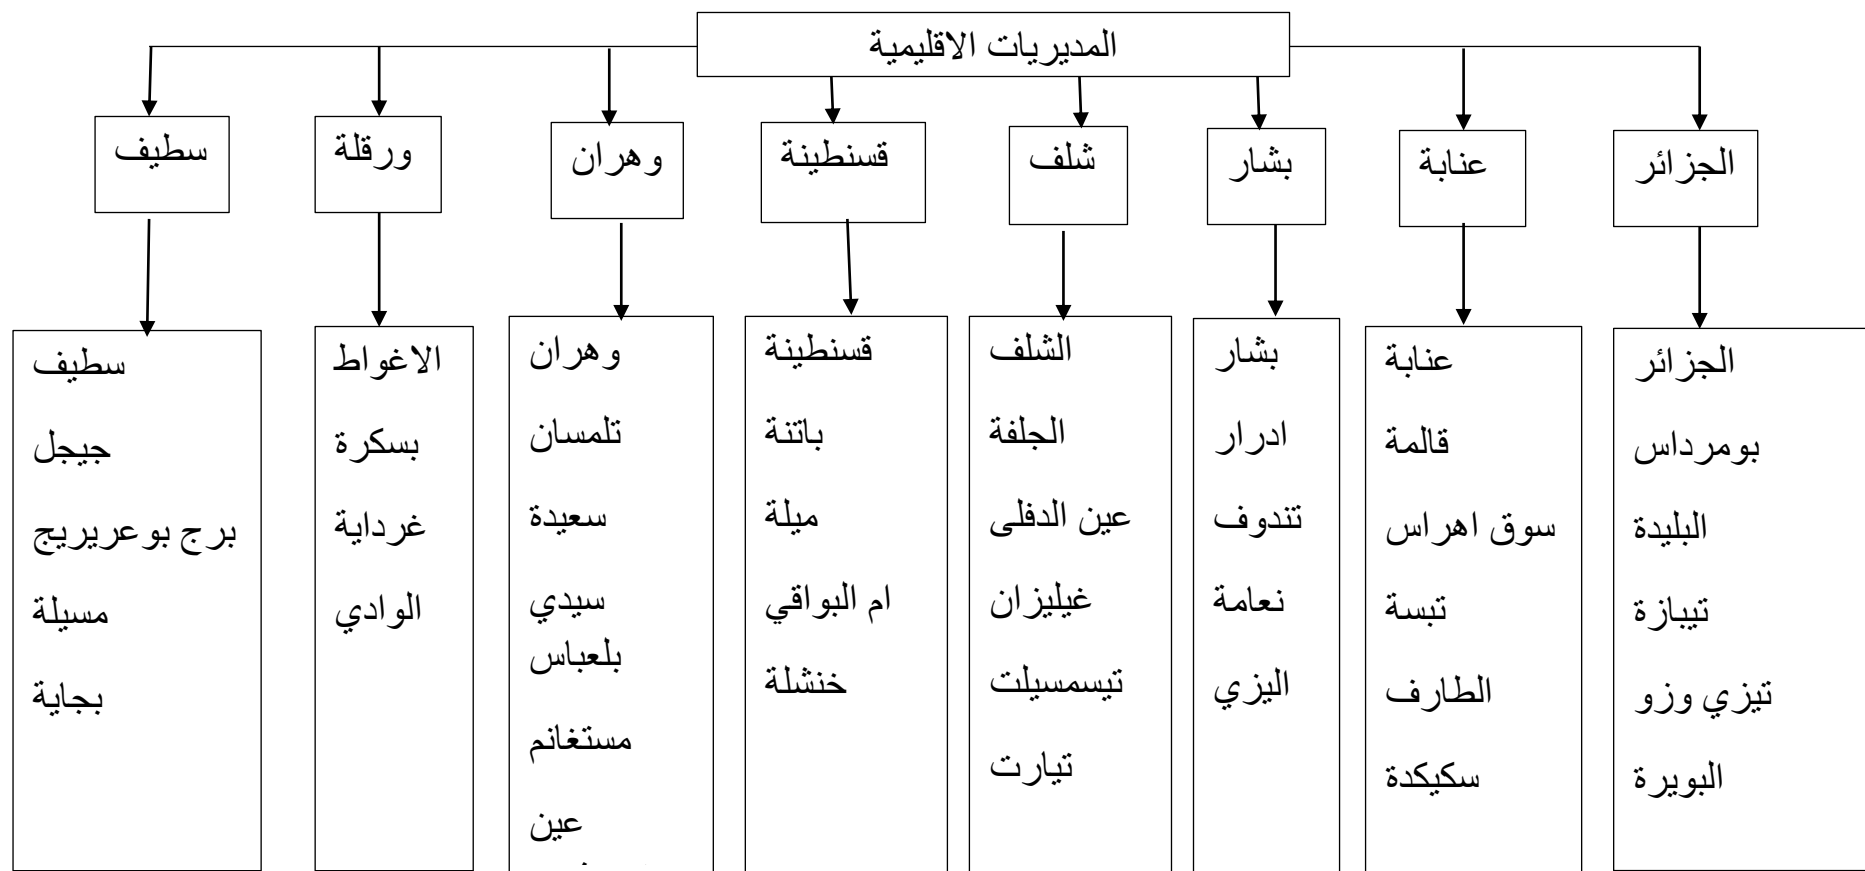 المديريات الاقليمية
الجزائر
عنابة
بشار
شلف
قسنطينة
وهران
ورقلة
سطيف
الجزائر
بومرداس
البليدة
تيبازة
تيزي وزو
البويرة
عنابة
قالمة
سوق اهراس
تبسة
الطارف
سكيكدة
بشار
ادرار
تندوف
نعامة
اليزي
الشلف
الجلفة
عين الدفلى
غيليزان
تيسمسيلت
تيارت
قسنطينة
باتنة
ميلة
ام البواقي
خنشلة
وهران
تلمسان
سعيدة
سيدي
بلعباس
مستغانم
عين
الاغواط
بسكرة
غرداية
الوادي
سطيف
جيجل
برج بوعريريج
مسيلة
بجاية